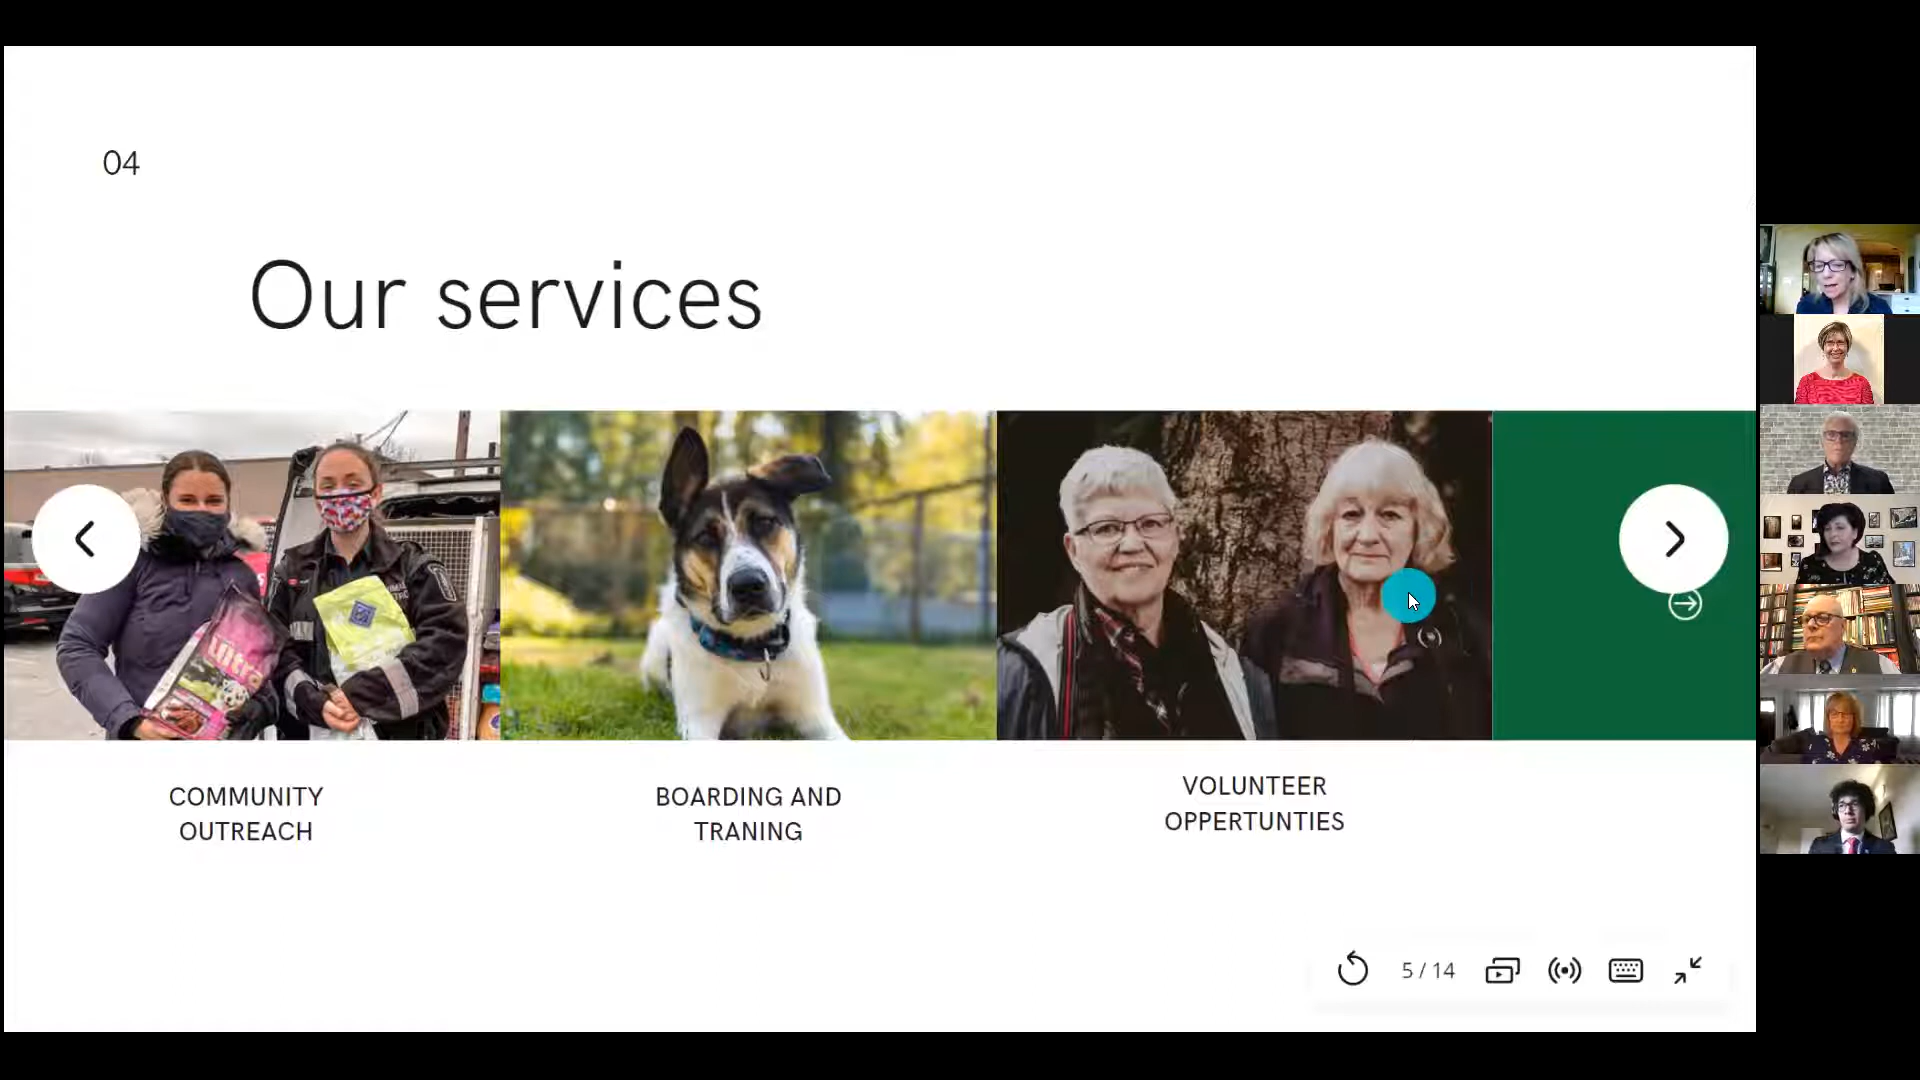 04
Our services
COMMUNITY
OUTREACH
BOARDING AND
TRANING
VOLUNTEER
OPPERTUNTIES
5 / 14